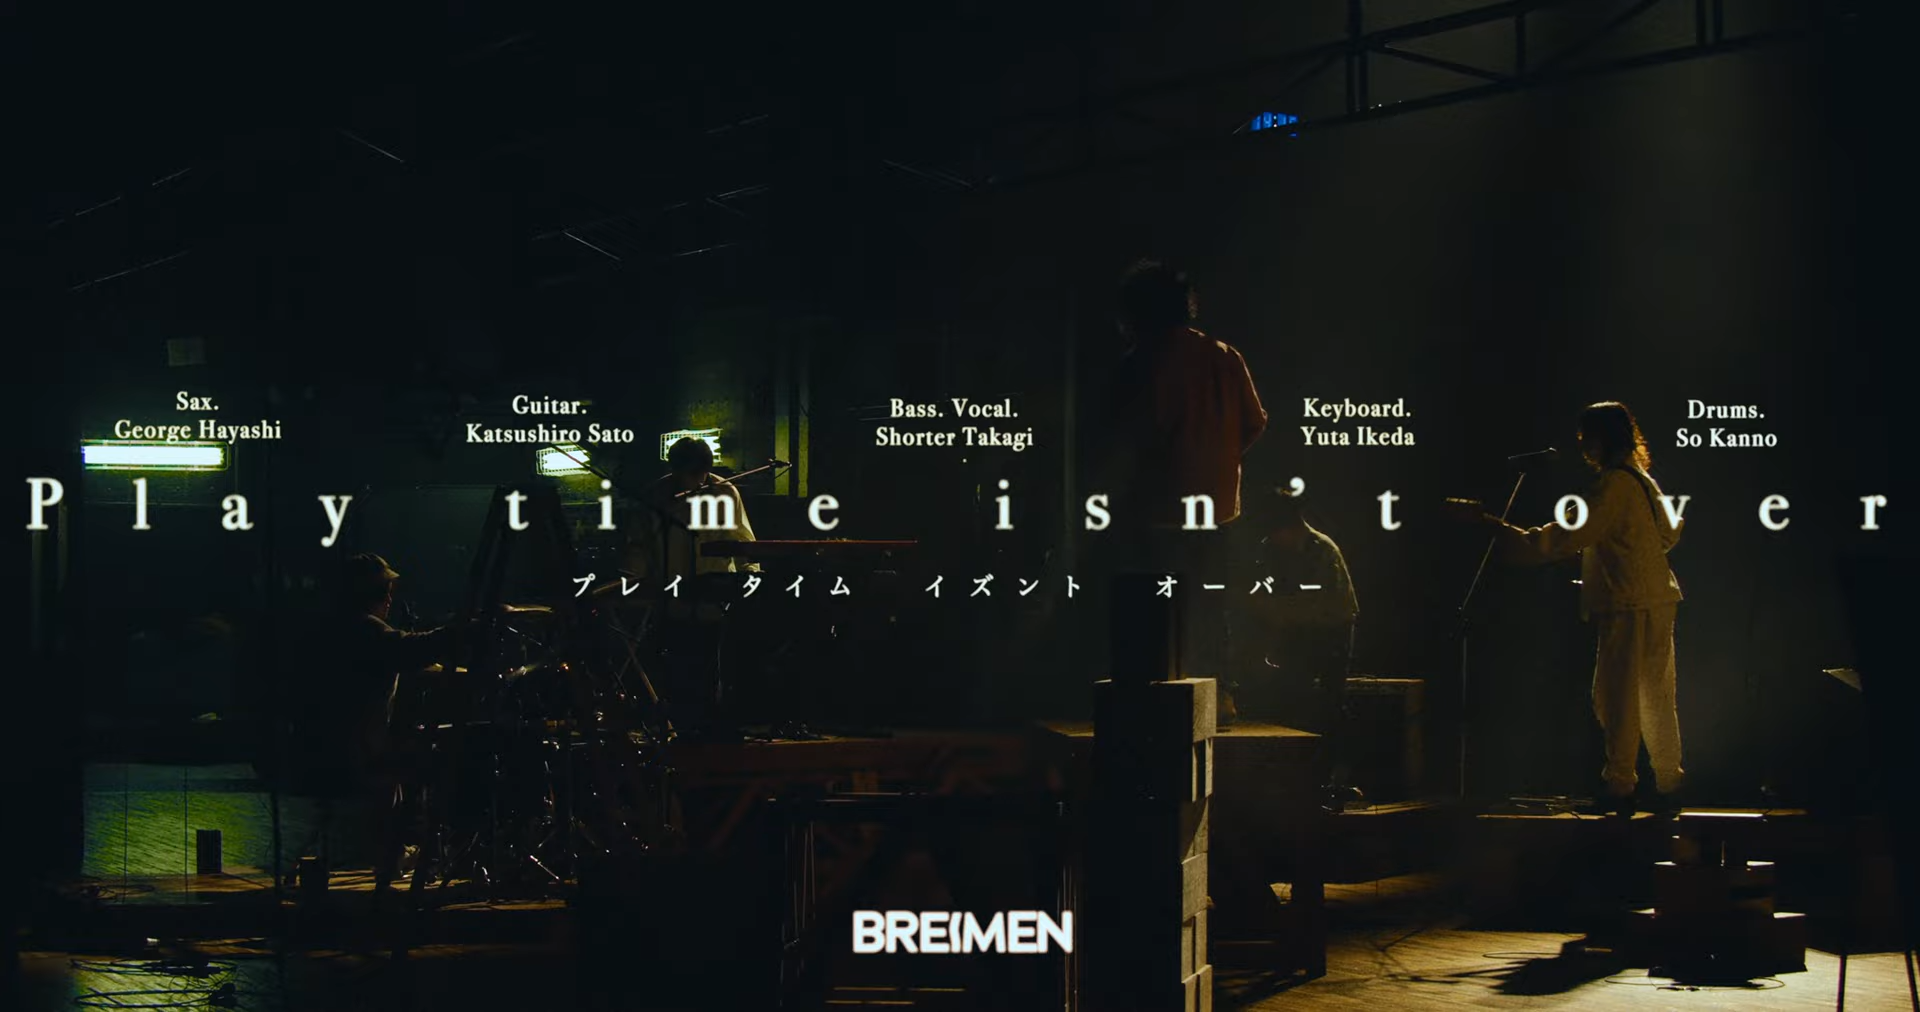 Sax.
George Hayashi
Guitar.
Katsushiro Sato
Bass. Vocal.
Shorter Takagi
Keyboard.
Yuta Ikeda
Drums.
So Kanno
Play time isn’t over
プレイ タイム イズント オーバー
BREIMEN